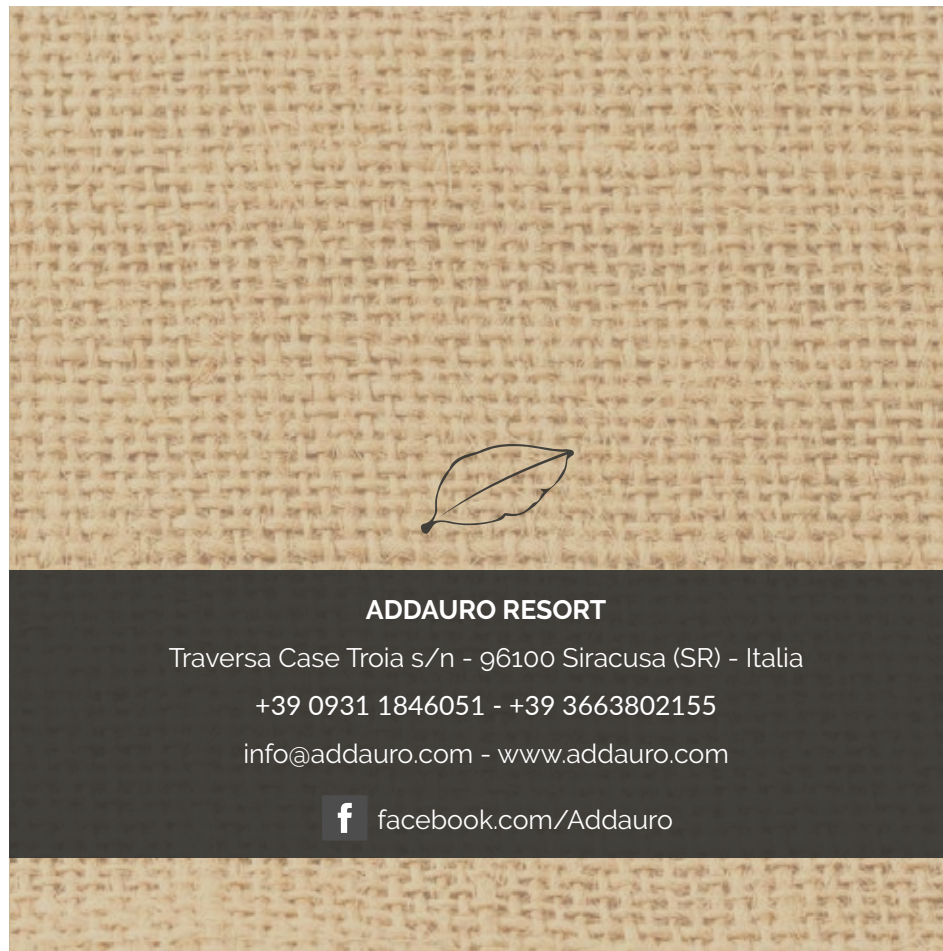 ADDAURO RESORT
Traversa Case Troia s/n - 96100 Siracusa (SR) - Italia
+39 0931 1846051 - +39 3663802155
info@addauro.com - www.addauro.com
facebook.com/Addauro